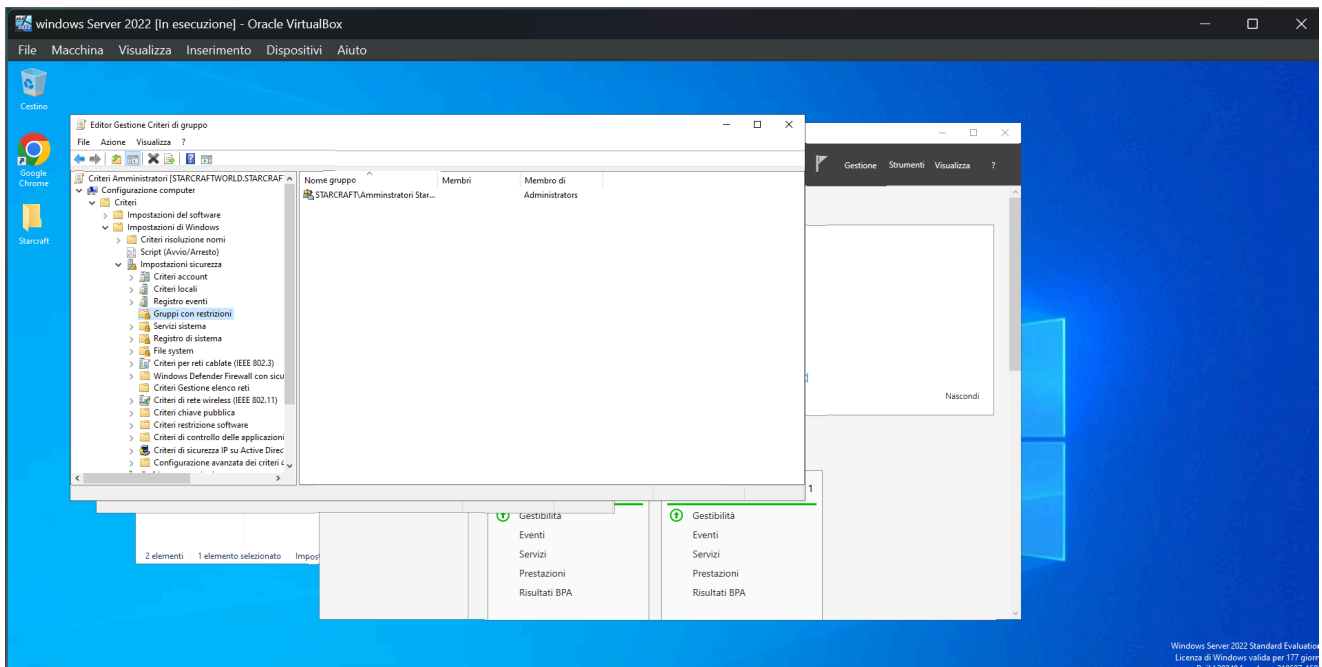 windows Server 2022 [In esecuzione] - Oracle VirtualBox
File Macchina Visualizza Inserimento Dispositivi Aiuto
Cestino
Google
Chrome
Starcraft
Editor Gestione Criteri di gruppo
File Azione Visualizza ?
Criteri Amministratori [STARCRAFTWORLD.STARCRAF
Configurazione computer
Criteri
Impostazioni del software
Impostazioni di Windows
Criteri risoluzione nomi
Script (Avvio/Arresto)
Impostazioni sicurezza
Criteri account
Criteri locali
Registro eventi
Gruppi con restrizioni
Servizi sistema
Registro di sistema
File system
Criteri per reti cablate (IEEE 802.3)
Windows Defender Firewall con sicu
Criteri Gestione elenco reti
Criteri di rete wireless (IEEE 802.11)
Criteri chiave pubblica
Criteri restrizione software
Criteri di controllo delle applicazioni
Criteri di sicurezza IP su Active Direc
Configurazione avanzata dei criteri
Nome gruppo Membri Membro di
STARCRAFT\Amminstratori Star... Administrators
Gestione Strumenti Visualizza ?
Nascondi
1
Gestibilità
Eventi
Servizi
Prestazioni
Risultati BPA
Gestibilità
Eventi
Servizi
Prestazioni
Risultati BPA
2 elementi 1 elemento selezionato Impost
Windows Server 2022 Standard Evaluation
Licenza di Windows valida per 177 giorn